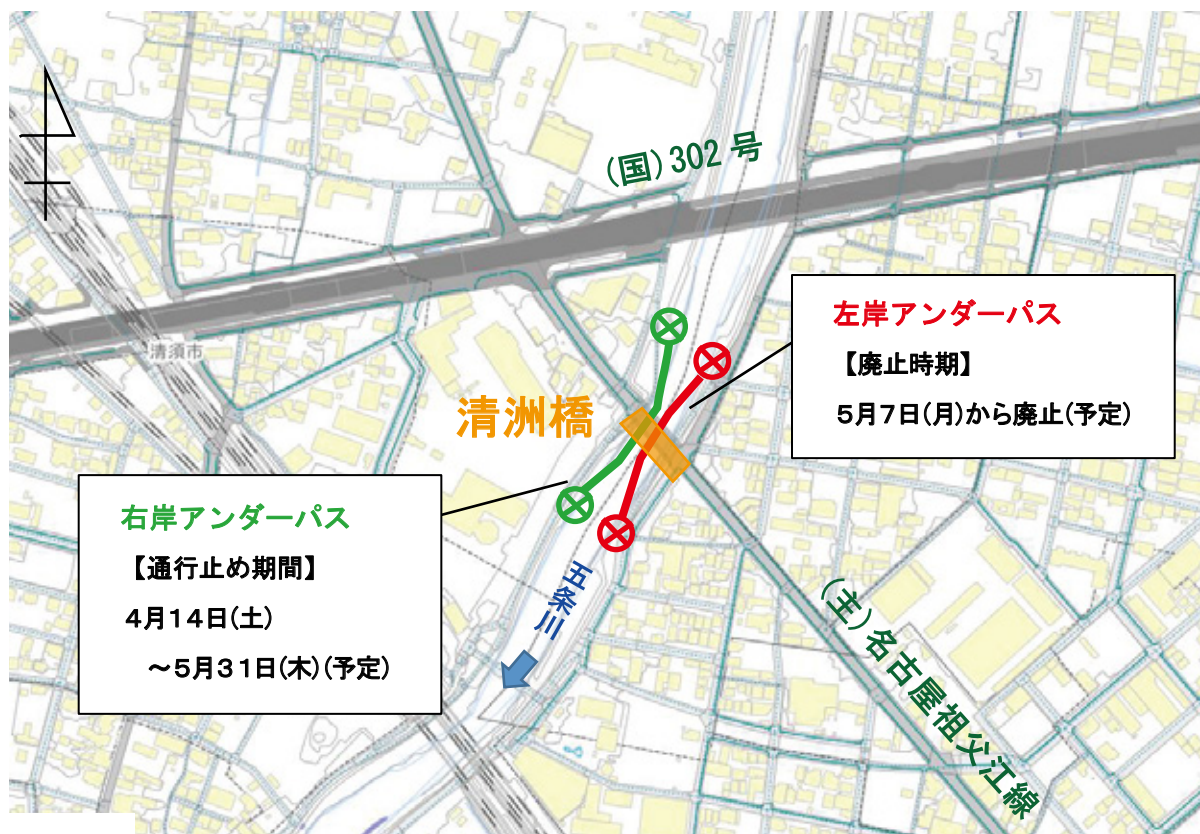 (国)302号
左岸アンダーパス
【廃止時期】
5月7日(月)から廃止(予定)
清須市
清洲橋
右岸アンダーパス
【通行止め期間】
4月14日(土)
~5月31日(木)(予定)
五条川
(主)名古屋祖父江線